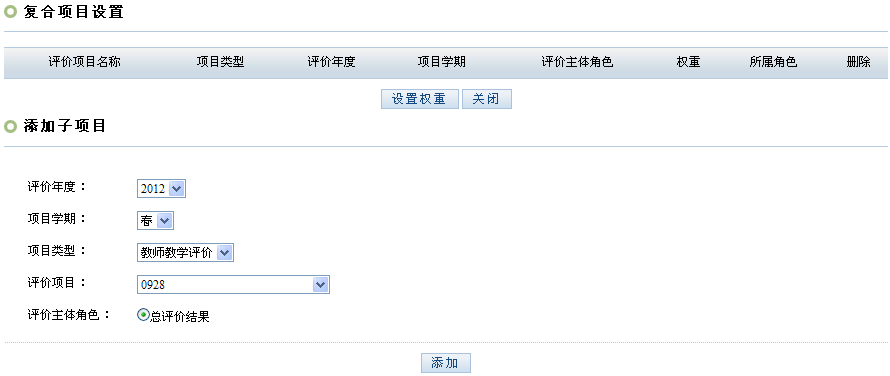 复合项目设置
评价项目名称 项目类型 评价年度 项目学期 评价主体角色 权重 所属角色 删除
设置权重 关闭
添加子项目
评价年度： 2012
项目学期： 春
项目类型： 教师教学评价
评价项目： 0928
评价主体角色： 总评价结果
添加